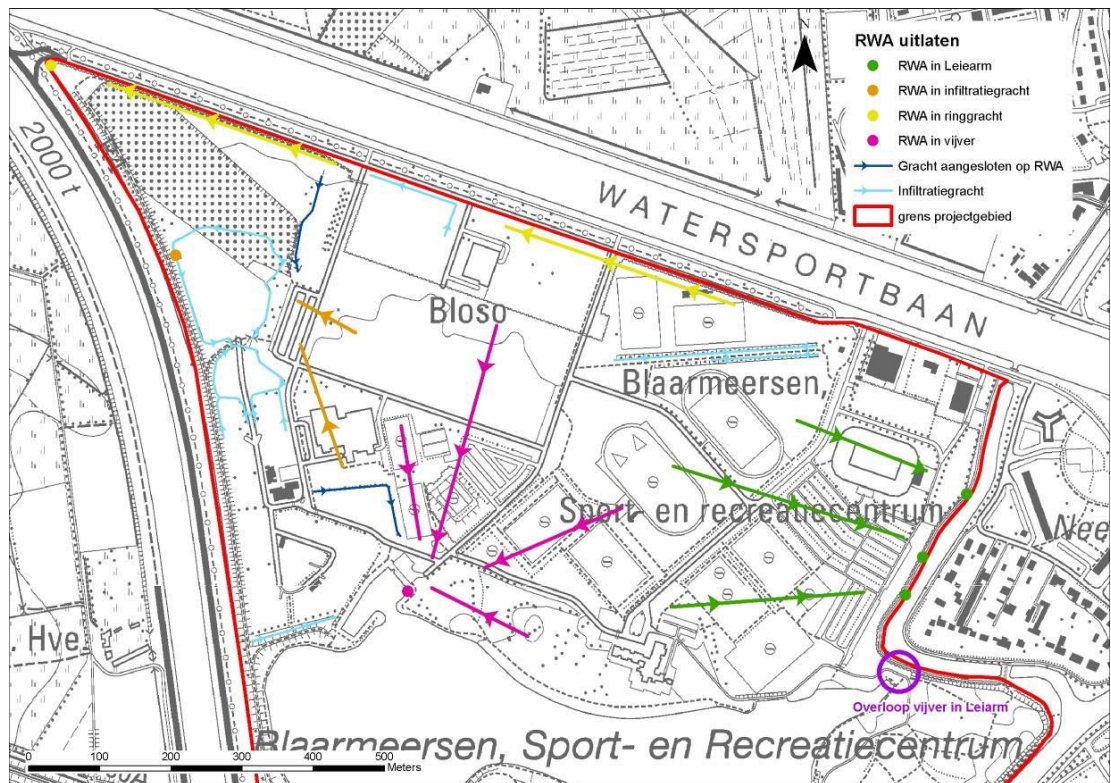 RWA uitlaten
RWA in Leiearm
RWA in infiltratiegracht
RWA in ringgracht
RWA in vijver
Gracht aangesloten op RWA
Infiltratiegracht
grens projectgebied
2000 t
WATERSPORTBAAN
Bloso
Blaarmeersen,
Sport- en recreatiecentrum
Nee
Hve
Overloop vijver in Leiarm
Blaarmeersen, Sport- en Recreatiecentrum
0 100 200 300 400 500
Meters